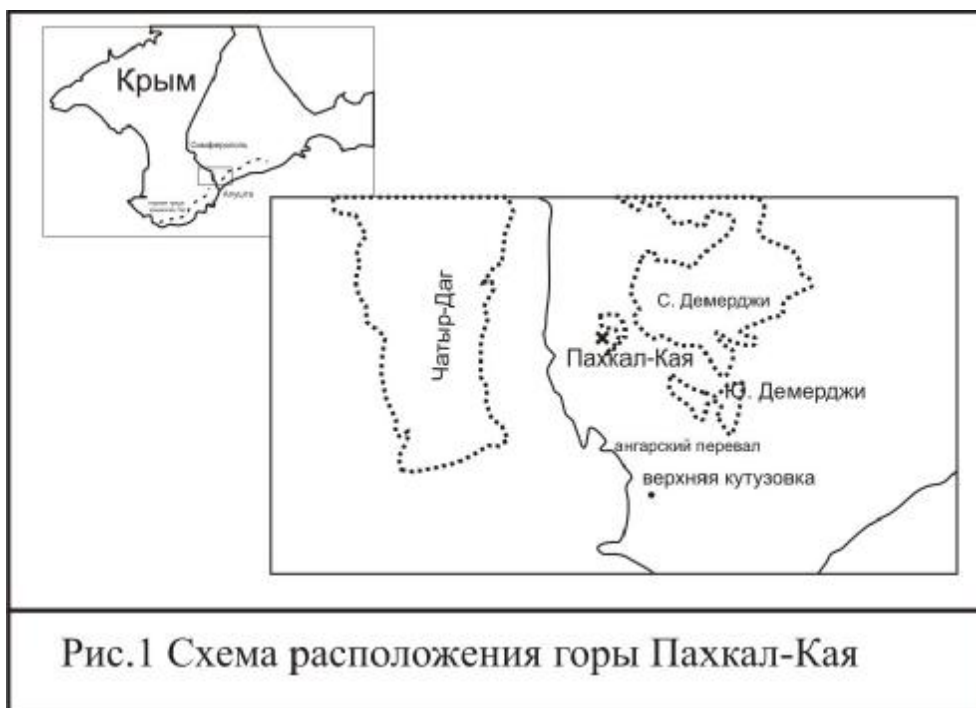 Крым
Симферополь
Алушта
Чатыр-Даг
С. Демерджи
Пахкал-Кая
Ю. Демерджи
ангарский перевал
верхняя кутузовка
Рис.1 Схема расположения горы Пахкал-Кая